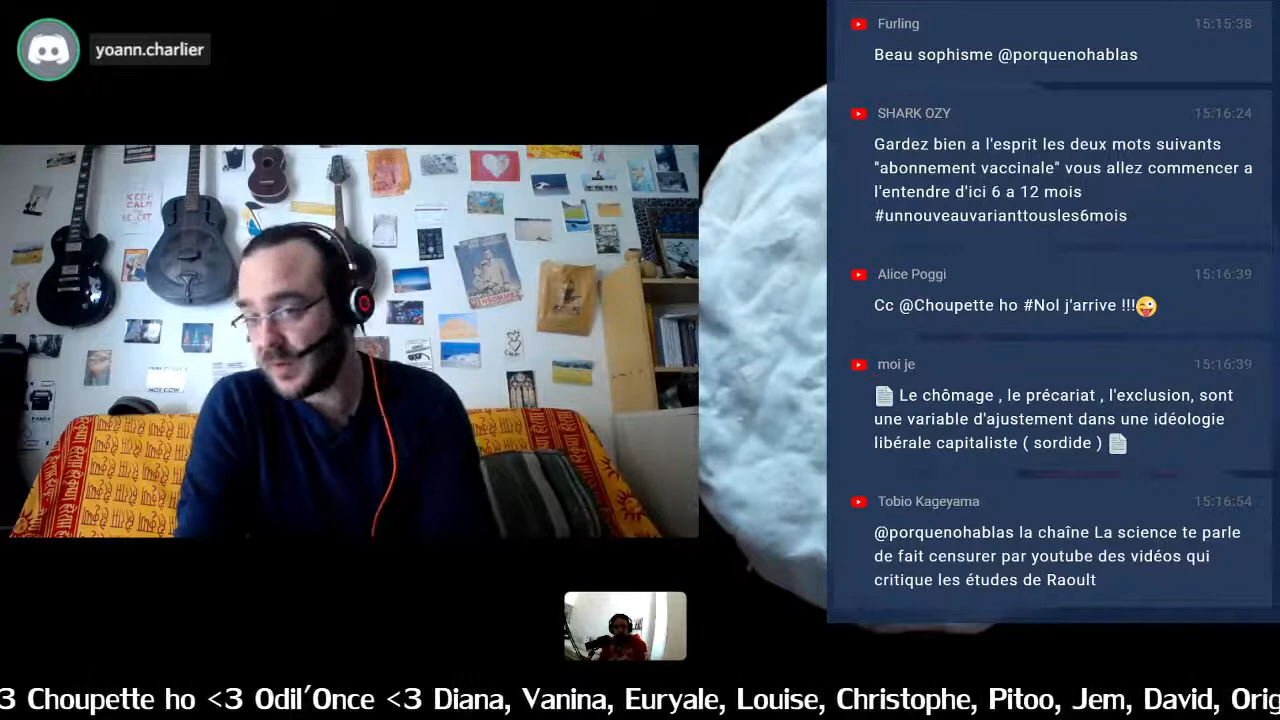 yoann.charlier
KEEP
CALM
INSOMNIE
Furling
15:15:38
Beau sophisme @porquenohablas
SHARK OZY
15:16:24
Gardez bien a l'esprit les deux mots suivants
"abonnement vaccinale" vous allez commencer a
l'entendre d'ici 6 a 12 mois
#unnouveauvarianttousles6mois
Alice Poggi
15:16:39
Cc @Choupette ho #Nol j'arrive !!!😜
moi je
15:16:39
📄 Le chômage , le précariat , l'exclusion, sont
une variable d'ajustement dans une idéologie
libérale capitaliste ( sordide ) 📄
Tobio Kageyama
15:16:54
@porquenohablas la chaîne La science te parle
de fait censurer par youtube des vidéos qui
critique les études de Raoult
3 Choupette ho <3 Odil'Once <3 Diana, Vanina, Euryale, Louise, Christophe, Pitoo, Jem, David, Orig